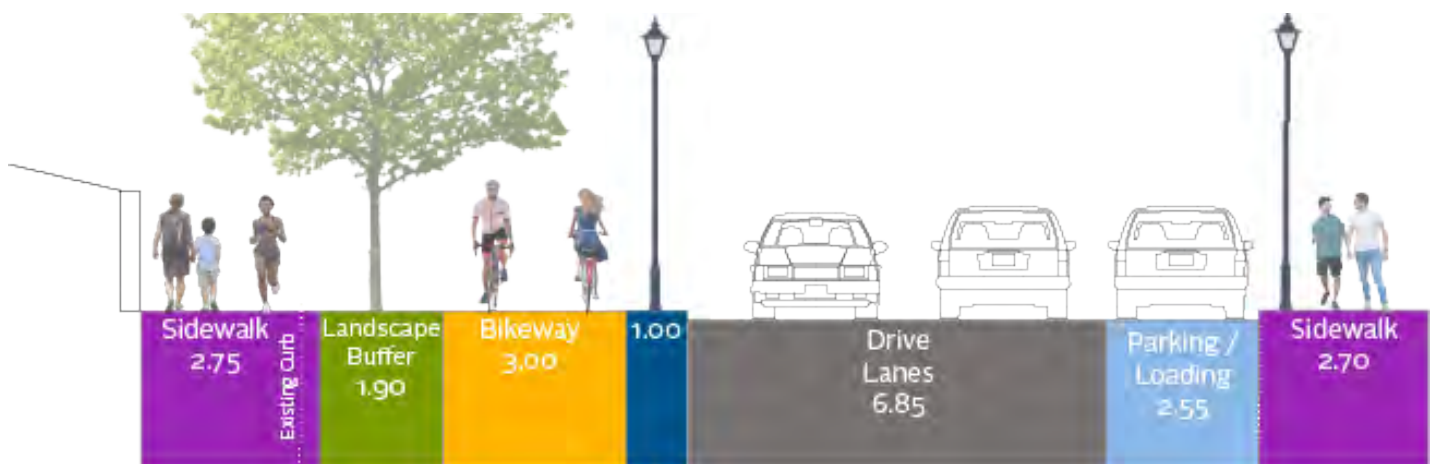 Sidewalk
2.75
Existing Curb
Landscape
Buffer
1.90
Bikeway
3.00
1.00
Drive
Lanes
6.85
Parking /
Loading
2.55
Sidewalk
2.70